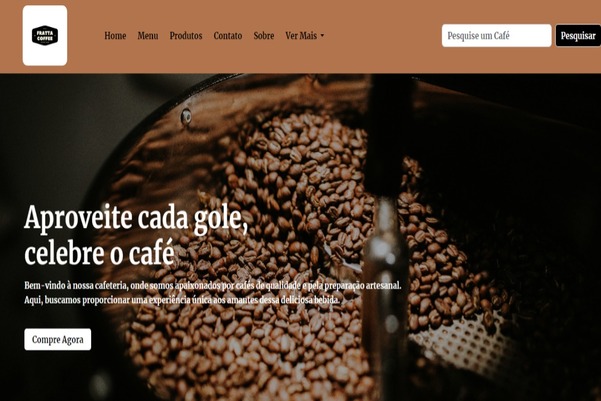 FRATTA
COFFEE
Home Menu Produtos Contato Sobre Ver Mais
Pesquise um Café
Pesquisar
Aproveite cada gole,
celebre o café
Bem-vindo à nossa cafeteria, onde somos apaixonados por cafés de qualidade e pela preparação artesanal.
Aqui, buscamos proporcionar uma experiência única aos amantes dessa deliciosa bebida.
Compre Agora